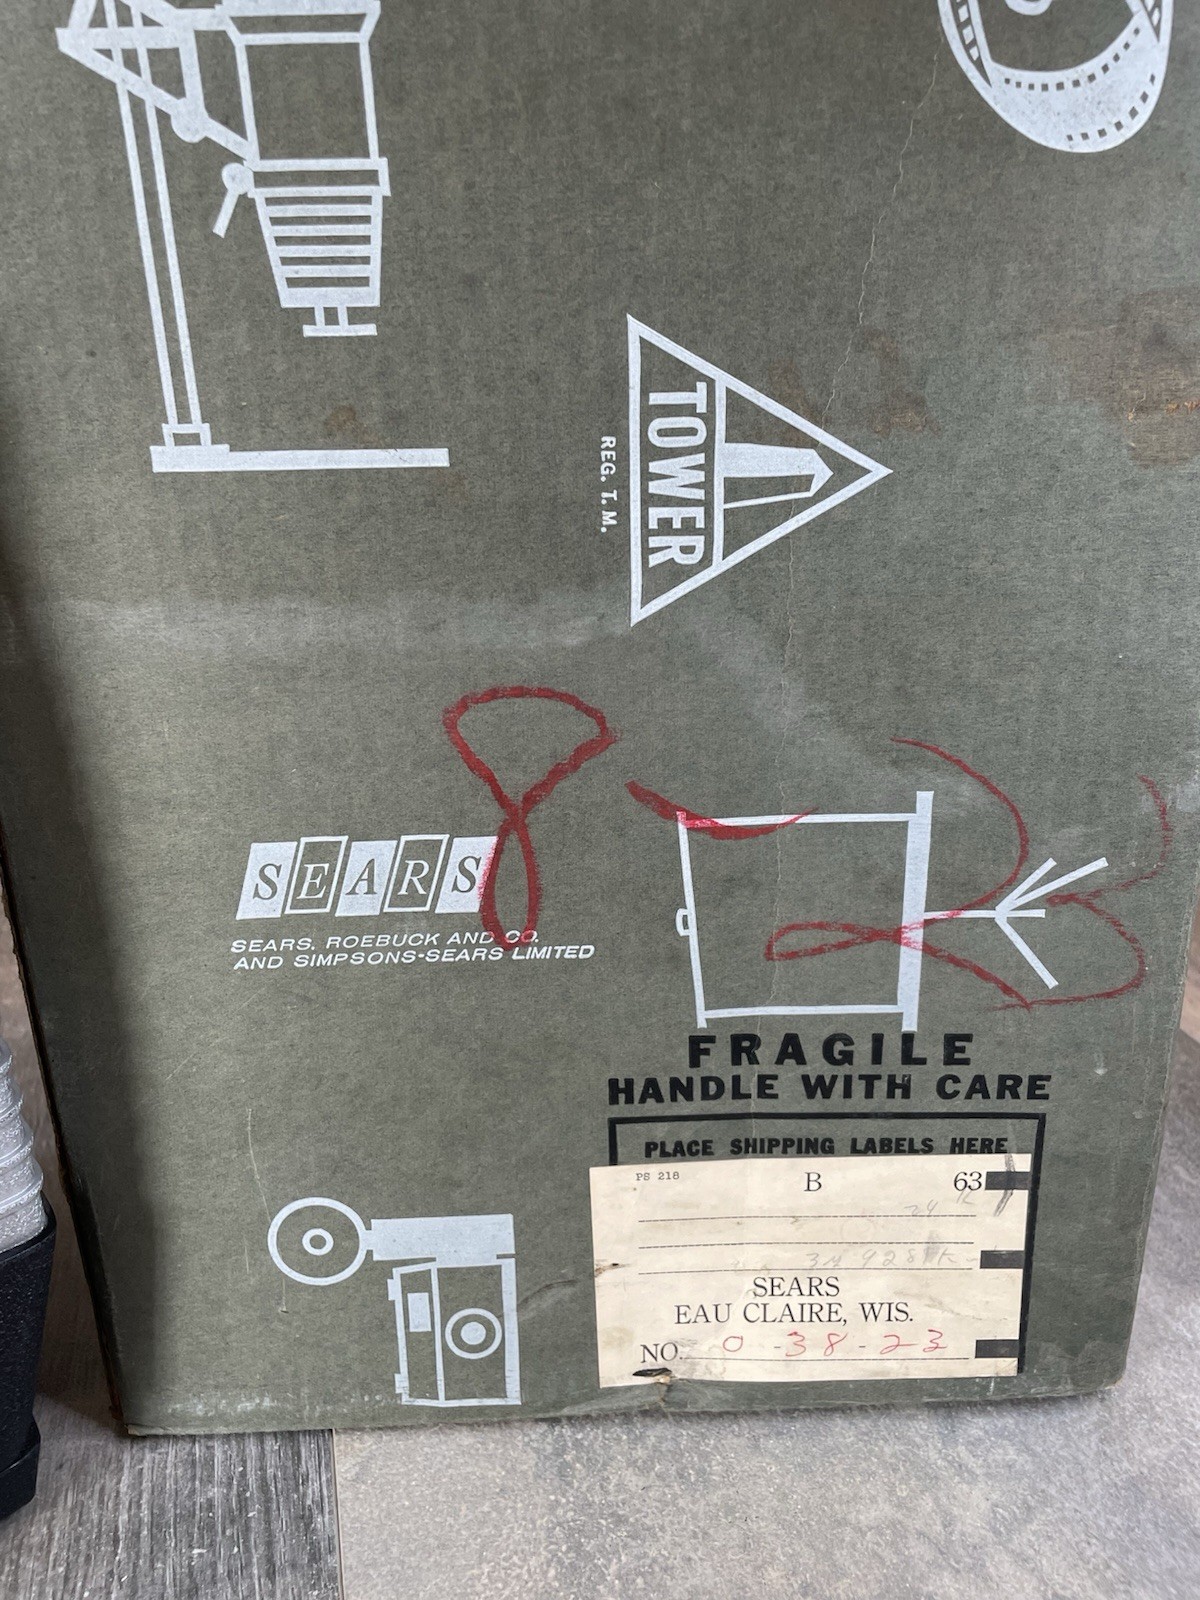 TOWER
REG. T.M.
SEARS
SEARS, ROEBUCK AND CO.
AND SIMPSONS-SEARS LIMITED
FRAGILE
HANDLE WITH CARE
PLACE SHIPPING LABELS HERE
PS 218 B 63
SEARS
EAU CLAIRE, WIS.
NO. 0-38-23